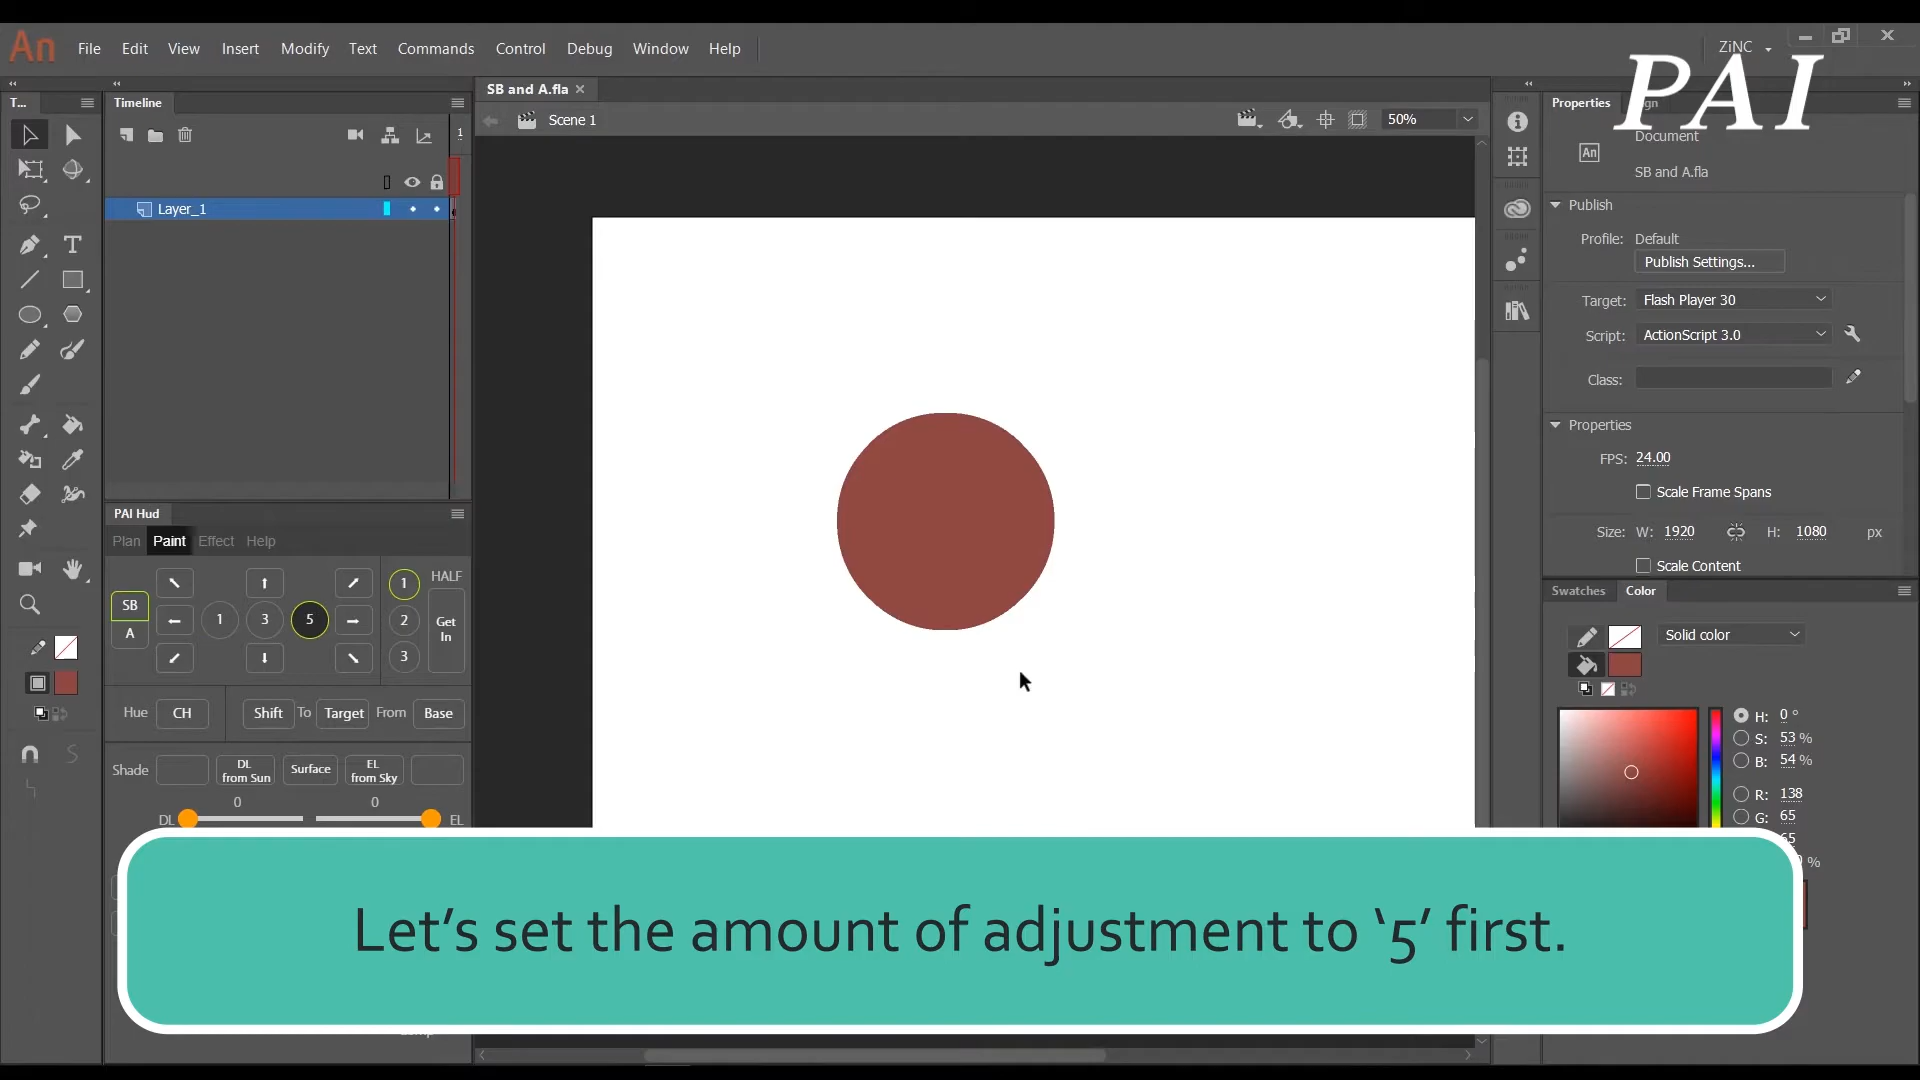 An File Edit View Insert Modify Text Commands Control Debug Window Help
ZiNC
PAI
T...
Timeline
SB and A.fla
Properties
Scene 1
50%
1
Document
An
SB and A.fla
Layer_1
Publish
Profile: Default
Publish Settings...
Target: Flash Player 30
Script: ActionScript 3.0
Class:
Properties
FPS: 24.00
Scale Frame Spans
Size: W: 1920 H: 1080 px
Scale Content
PAI Hud
Plan Paint Effect Help
SB
A
1 3 5
1
2
3
HALF
Get
In
Hue CH Shift To Target From Base
Shade
DL
from Sun
Surface
EL
from Sky
0 0
DL EL
Swatches Color
Solid color
H: 0 °
S: 53 %
B: 54 %
R: 138
G: 65
65
%
Let's set the amount of adjustment to ‘5’ first.